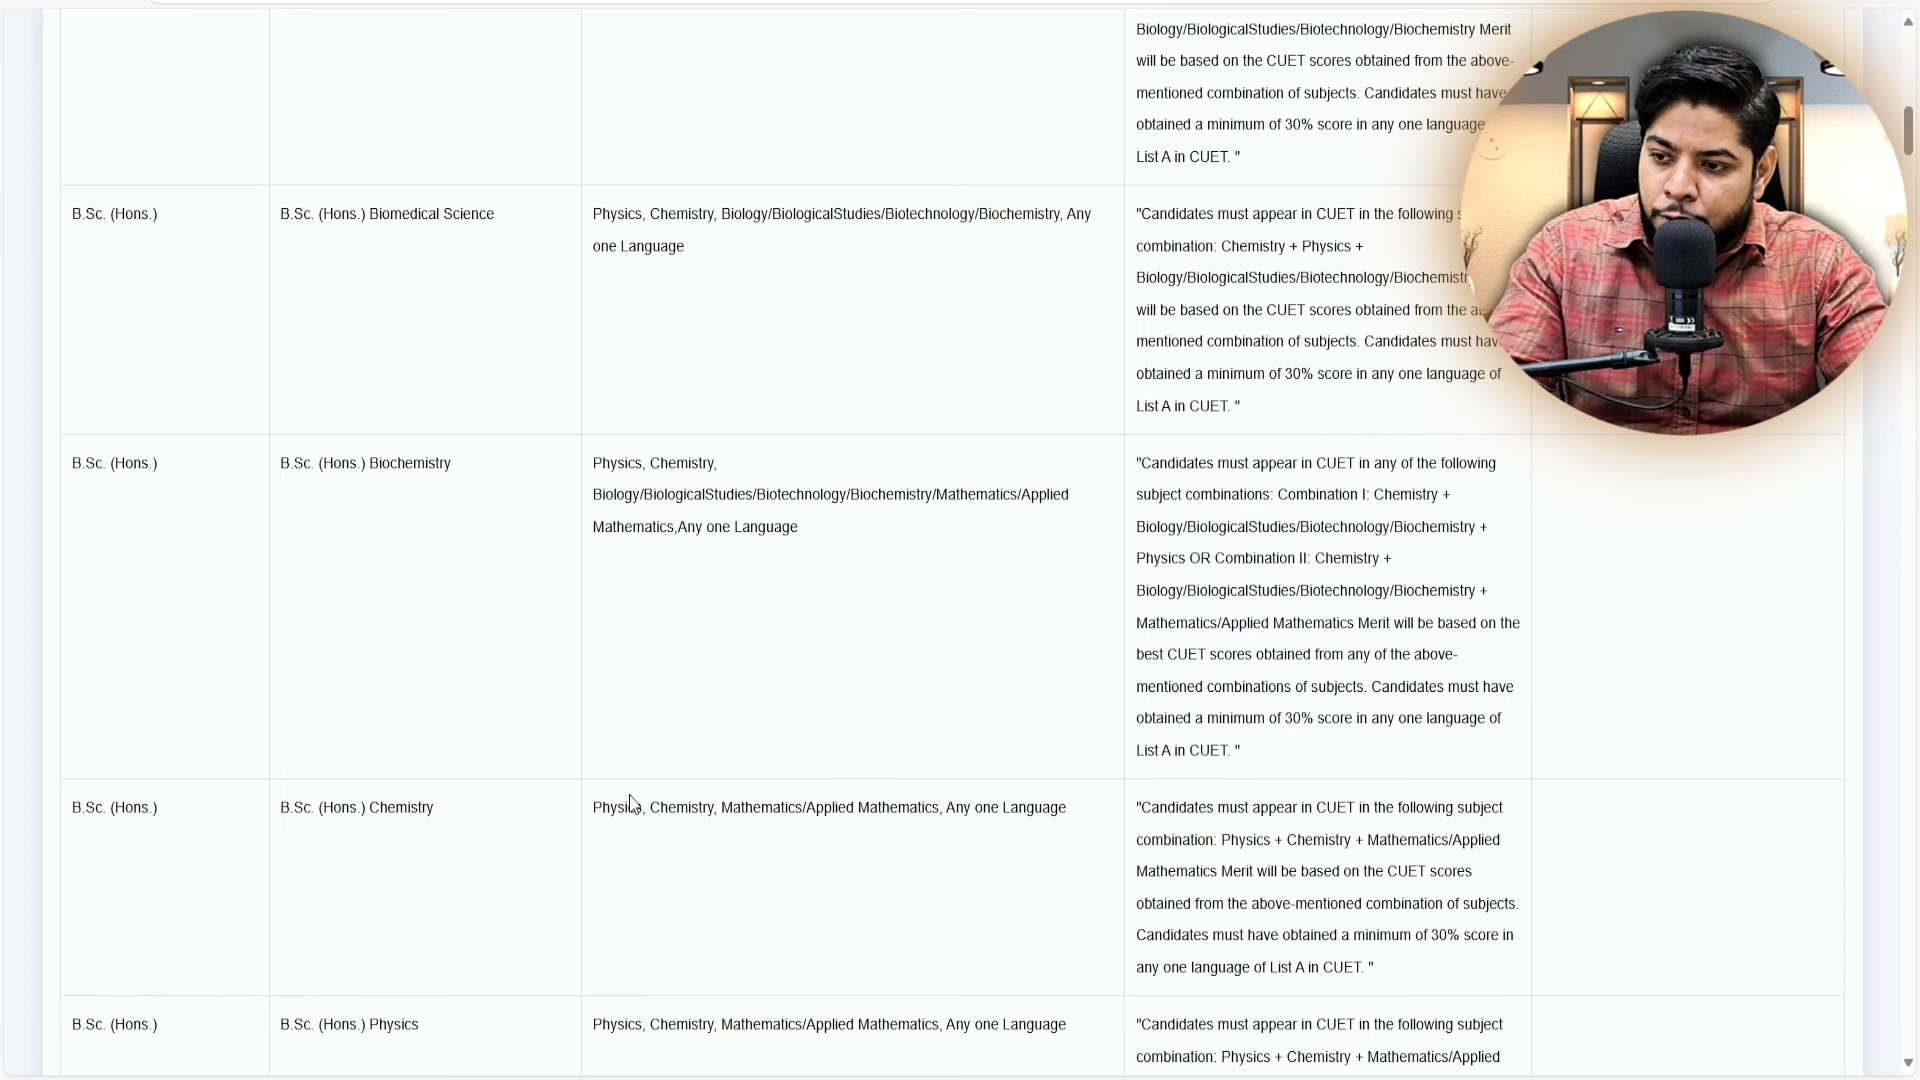 Biology/BiologicalStudies/Biotechnology/Biochemistry Merit
will be based on the CUET scores obtained from the above-
mentioned combination of subjects. Candidates must have
obtained a minimum of 30% score in any one language
List A in CUET. "
B.Sc. (Hons.)
B.Sc. (Hons.) Biomedical Science
Physics, Chemistry, Biology/BiologicalStudies/Biotechnology/Biochemistry, Any
one Language
"Candidates must appear in CUET in the following
combination: Chemistry + Physics +
Biology/BiologicalStudies/Biotechnology/
will be based on the CUET scores obtained from the
mentioned combination of subjects. Candidates must
obtained a minimum of 30% score in any one language of
List A in CUET. "
B.Sc. (Hons.)
B.Sc. (Hons.) Biochemistry
Physics, Chemistry,
Biology/BiologicalStudies/Biotechnology/Biochemistry/Mathematics/Applied
Mathematics,Any one Language
"Candidates must appear in CUET in any of the following
subject combinations: Combination I: Chemistry +
Biology/BiologicalStudies/Biotechnology/Biochemistry +
Physics OR Combination II: Chemistry +
Biology/BiologicalStudies/Biotechnology/Biochemistry +
Mathematics/Applied Mathematics Merit will be based on the
best CUET scores obtained from any of the above-
mentioned combinations of subjects. Candidates must have
obtained a minimum of 30% score in any one language of
List A in CUET. "
B.Sc. (Hons.)
B.Sc. (Hons.) Chemistry
Physics, Chemistry, Mathematics/Applied Mathematics, Any one Language
"Candidates must appear in CUET in the following subject
combination: Physics + Chemistry + Mathematics/Applied
Mathematics Merit will be based on the CUET scores
obtained from the above-mentioned combination of subjects.
Candidates must have obtained a minimum of 30% score in
any one language of List A in CUET. "
B.Sc. (Hons.)
B.Sc. (Hons.) Physics
Physics, Chemistry, Mathematics/Applied Mathematics, Any one Language
"Candidates must appear in CUET in the following subject
combination: Physics + Chemistry + Mathematics/Applied